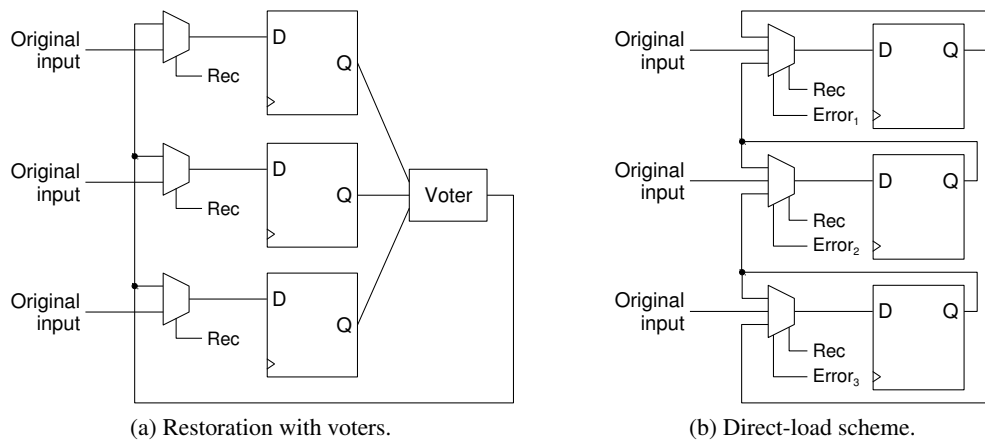 Original
input
D
Q
Rec
Original
input
D
Q
Rec
Voter
Original
input
D
Q
Rec
(a) Restoration with voters.
Original
input
D
Q
Rec
Error₁
Original
input
D
Q
Rec
Error₂
Original
input
D
Q
Rec
Error₃
(b) Direct-load scheme.